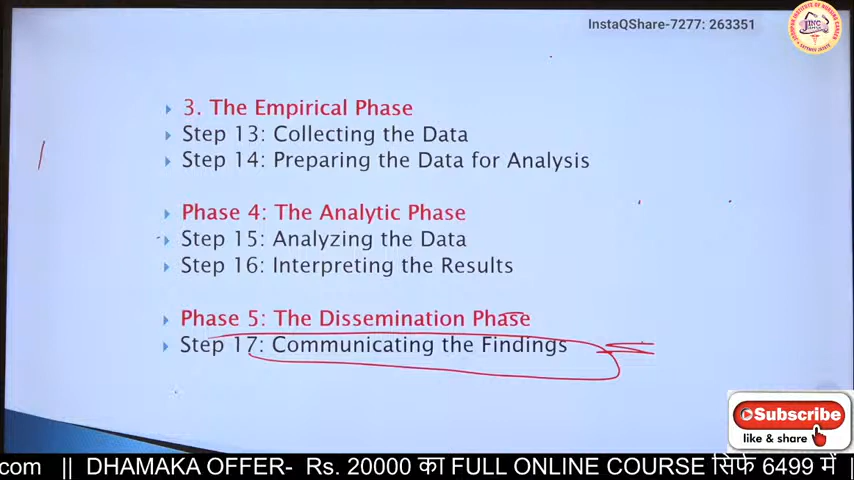 InstaQShare-7277: 263351
JINC
3. The Empirical Phase
Step 13: Collecting the Data
Step 14: Preparing the Data for Analysis
Phase 4: The Analytic Phase
Step 15: Analyzing the Data
Step 16: Interpreting the Results
Phase 5: The Dissemination Phase
Step 17: Communicating the Findings
Subscribe
like & share
com || DHAMAKA OFFER- Rs. 20000 का FULL ONLINE COURSE सिर्फ 6499 में |